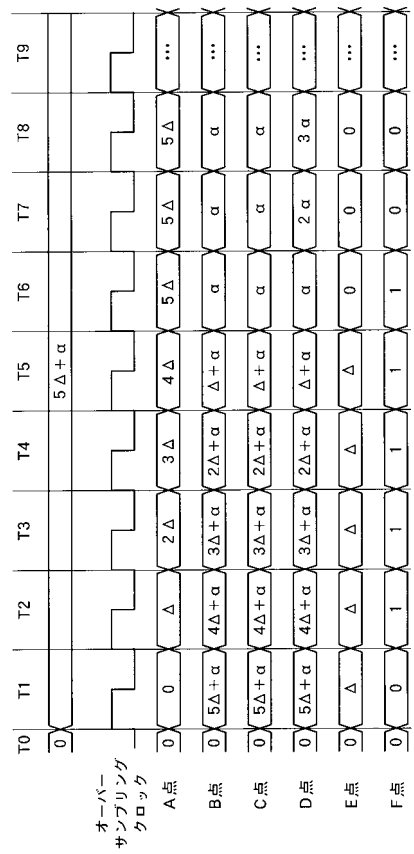 T0 T1 T2 T3 T4 T5 T6 T7 T8 T9
0 5Δ+α
オーバー
サンプリング
クロック
A点 0 0 Δ 2Δ 3Δ 4Δ 5Δ 5Δ 5Δ …
B点 0 5Δ+α 4Δ+α 3Δ+α 2Δ+α Δ+α α α α …
C点 0 5Δ+α 4Δ+α 3Δ+α 2Δ+α Δ+α α α α …
D点 0 5Δ+α 4Δ+α 3Δ+α 2Δ+α Δ+α α 2α 3α …
E点 0 Δ Δ Δ Δ Δ 0 0 0 …
F点 0 0 1 1 1 1 1 0 0 …